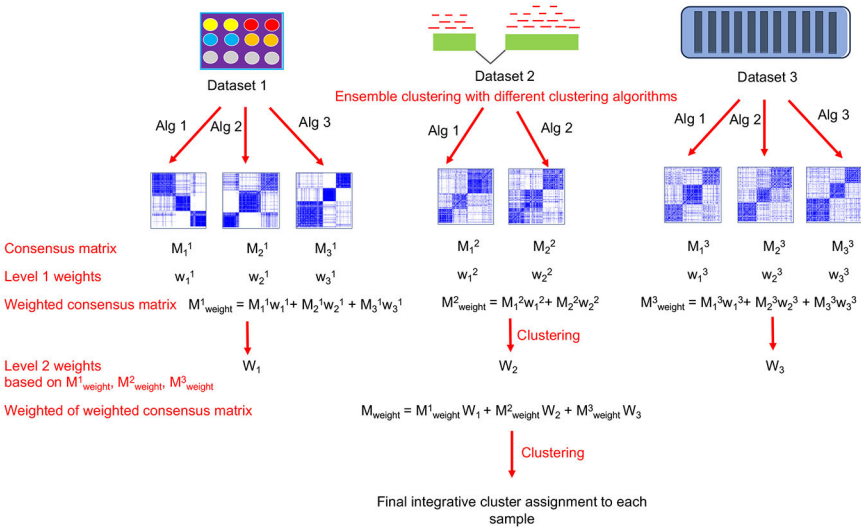 Dataset 1
Dataset 2
Dataset 3
Ensemble clustering with different clustering algorithms
Alg 1 Alg 2 Alg 3
Alg 1 Alg 2
Alg 1 Alg 2 Alg 3
Consensus matrix M₁¹ M₂¹ M₃¹ M₁² M₂² M₁³ M₂³ M₃³
Level 1 weights w₁¹ w₂¹ w₃¹ w₁² w₂² w₁³ w₂³ w₃³
Weighted consensus matrix M¹weight = M₁¹w₁¹+ M₂¹w₂¹ + M₃¹w₃¹ M²weight = M₁²w₁²+ M₂²w₂² M³weight = M₁³w₁³+ M₂³w₂³ + M₃³w₃³
Clustering
Level 2 weights W₁ W₂ W₃
based on M¹weight, M²weight, M³weight
Weighted of weighted consensus matrix Mweight = M¹weight W₁ + M²weight W₂ + M³weight W₃
Clustering
Final integrative cluster assignment to each
sample